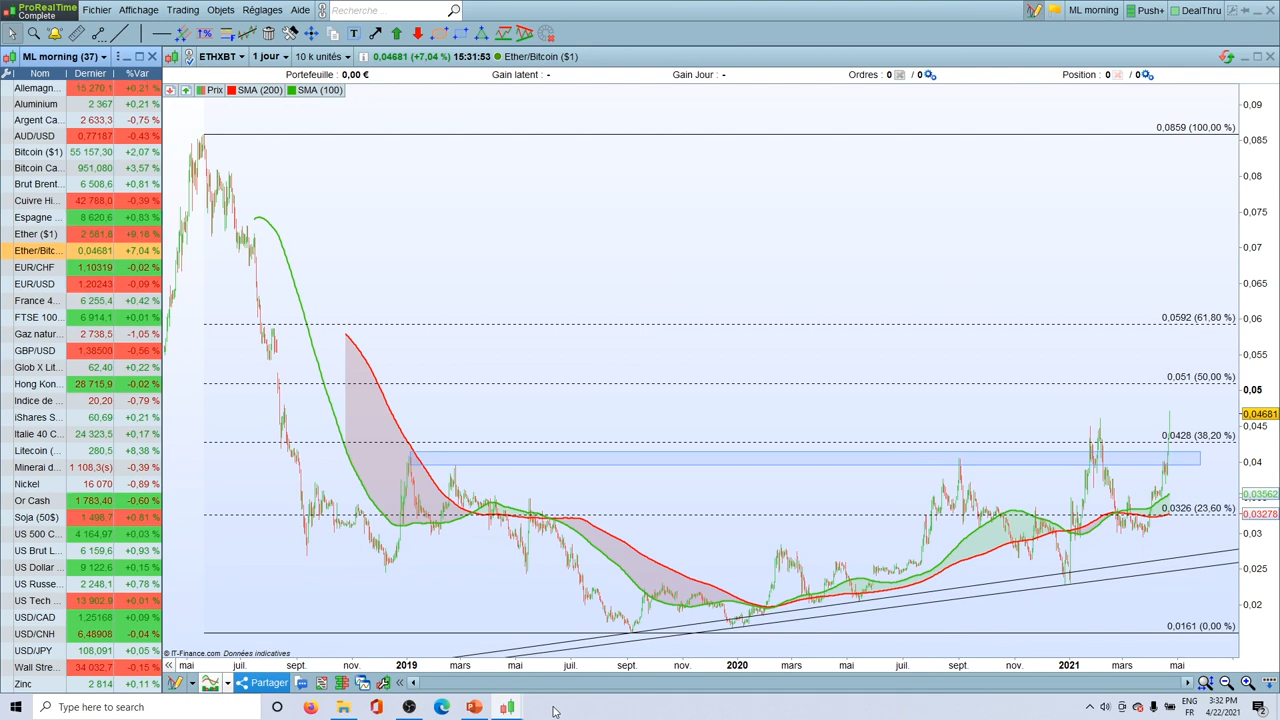 ProRealTime
Complete
Fichier Affichage Trading Objets Réglages Aide Recherche ... ML morning Push+ DealThru
ML morning (37) ETHXBT 1 jour 10 k unités 0,04681 (+7,04 %) 15:31:53 Ether/Bitcoin ($1)
Portefeuille : 0,00 € Gain latent : - Gain Jour : - Ordres : 0 / 0 Position : 0 / 0
Nom Dernier %Var
Prix SMA (200) SMA (100)
Allemagn... 15 270,1 +0,21 %
Aluminium 2 367 +0,21 %
Argent Ca... 2 633,3 -0,75 %
AUD/USD 0,77187 -0,43 %
Bitcoin ($1) 55 157,30 +2,07 %
Bitcoin Ca... 951,080 +3,57 %
Brut Brent... 6 508,6 +0,81 %
Cuivre Hi... 42 788,0 -0,39 %
Espagne ... 8 620,6 +0,83 %
Ether ($1) 2 581,8 +9,18 %
Ether/Bitc... 0,04681 +7,04 %
EUR/CHF 1,10319 -0,02 %
EUR/USD 1,20243 -0,09 %
France 4... 6 255,4 +0,42 %
FTSE 100... 6 914,1 +0,01 %
Gaz natur... 2 738,5 -1,05 %
GBP/USD 1,38500 -0,56 %
Glob X Lit... 62,40 +0,22 %
Hong Kon... 28 715,9 -0,02 %
Indice de ... 20,20 -0,79 %
iShares S... 60,69 +0,21 %
Italie 40 C... 24 323,5 +0,17 %
Litecoin (... 280,5 +8,38 %
Minerai d... 1 108,3(s) -0,39 %
Nickel 16 070 -0,89 %
Or Cash 1 783,40 -0,60 %
Soja (50$) 1 498,7 +0,81 %
US 500 C... 4 164,97 +0,03 %
US Brut L... 6 159,6 +0,93 %
US Dollar ... 9 122,6 +0,15 %
US Russe... 2 248,1 +0,78 %
US Tech ... 13 902,9 +0,01 %
USD/CAD 1,25168 +0,09 %
USD/CNH 6,48908 -0,04 %
USD/JPY 108,091 +0,05 %
Wall Stre... 34 032,7 -0,15 %
Zinc 2 814 +0,11 %
0,0859 (100,00 %)
0,0592 (61,80 %)
0,051 (50,00 %)
0,0428 (38,20 %)
0,0326 (23,60 %)
0,0161 (0,00 %)
0,09
0,085
0,08
0,075
0,07
0,065
0,06
0,055
0,05
0,04681
0,045
0,04
0,03562
0,03278
0,03
0,025
0,02
© IT-Finance.com Données indicatives
mai juil. sept. nov. 2019 mars mai juil. sept. nov. 2020 mars mai juil. sept. nov. 2021 mars mai
Partager
Type here to search
ENG
FR
3:32 PM
4/22/2021
2